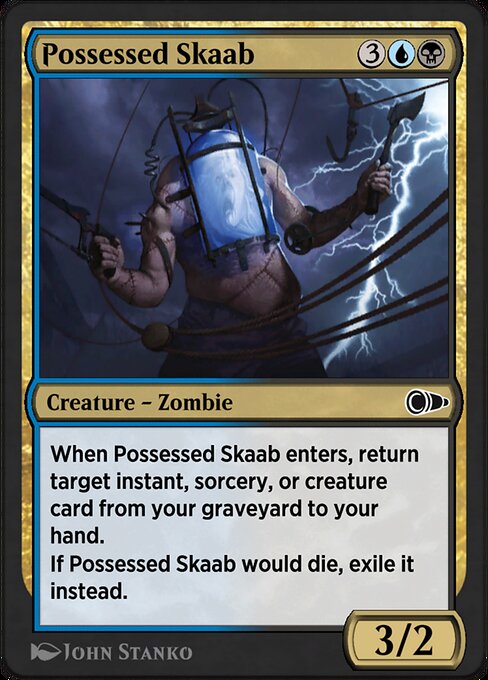 Possessed Skaab 3
Creature – Zombie
When Possessed Skaab enters, return
target instant, sorcery, or creature
card from your graveyard to your
hand.
If Possessed Skaab would die, exile it
instead.
3/2
John Stanko